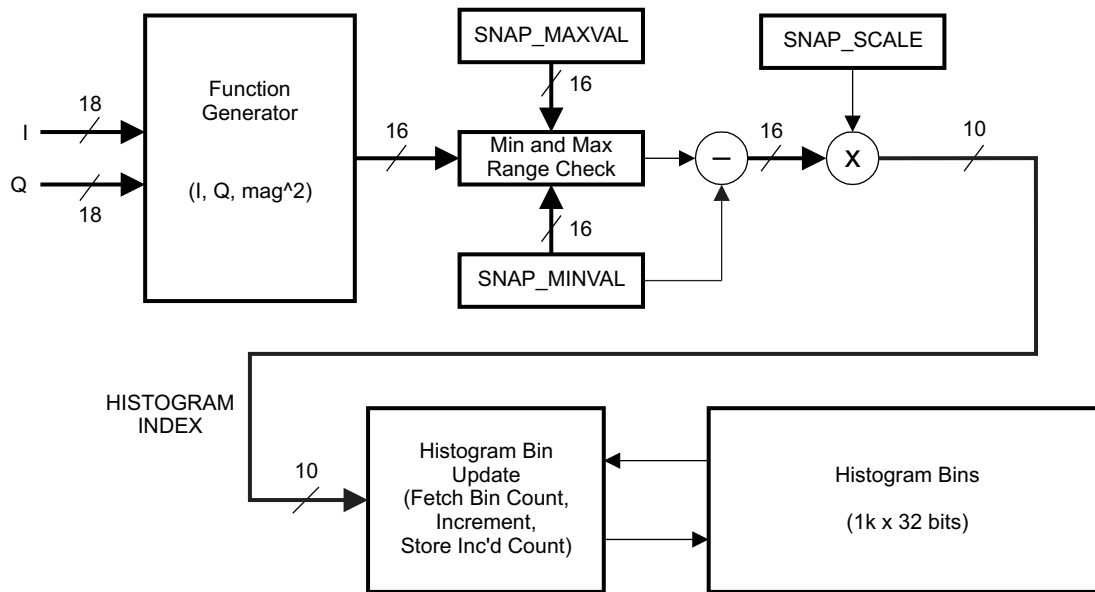 SNAP_MAXVAL
SNAP_SCALE
Function
Generator
(I, Q, mag^2)
I
18
Q
18
16
16
Min and Max
Range Check
16
SNAP_MINVAL
–
16
X
10
HISTOGRAM
INDEX
10
Histogram Bin
Update
(Fetch Bin Count,
Increment,
Store Inc'd Count)
Histogram Bins
(1k x 32 bits)